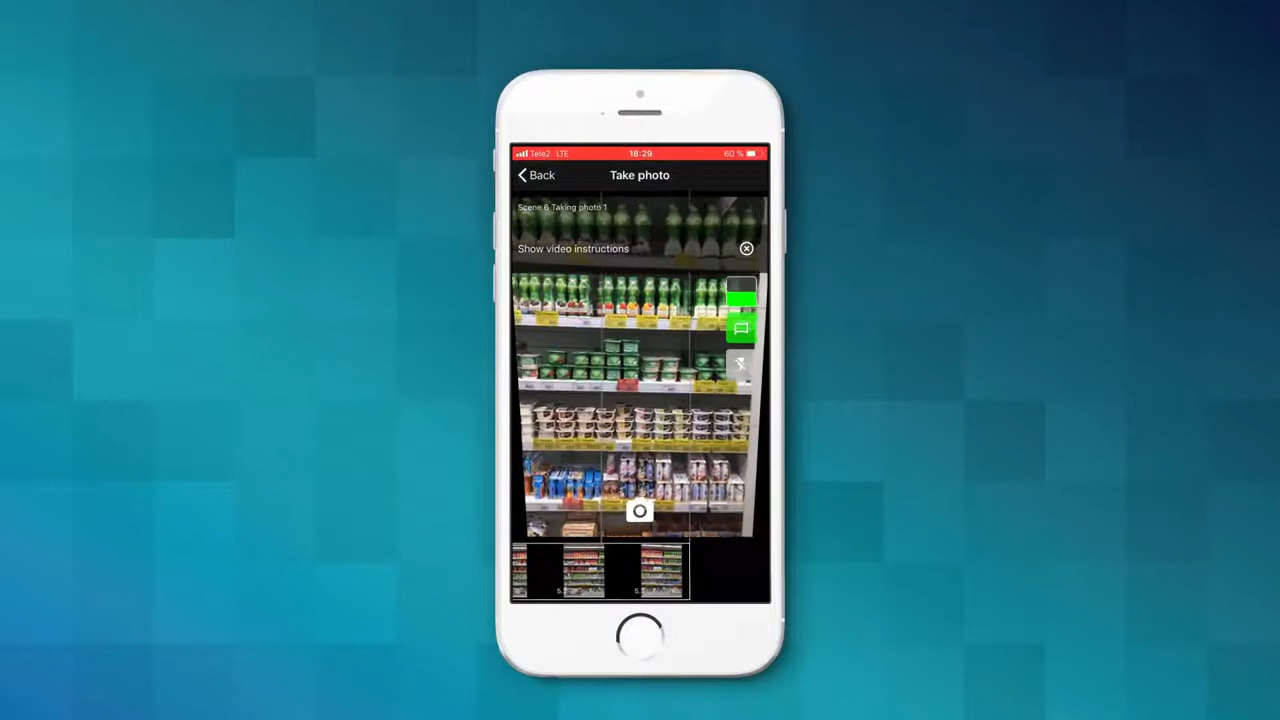 Tele2 LTE 18:29 60 %
Back Take photo
Scene 6 Taking photo 1
Show video instructions